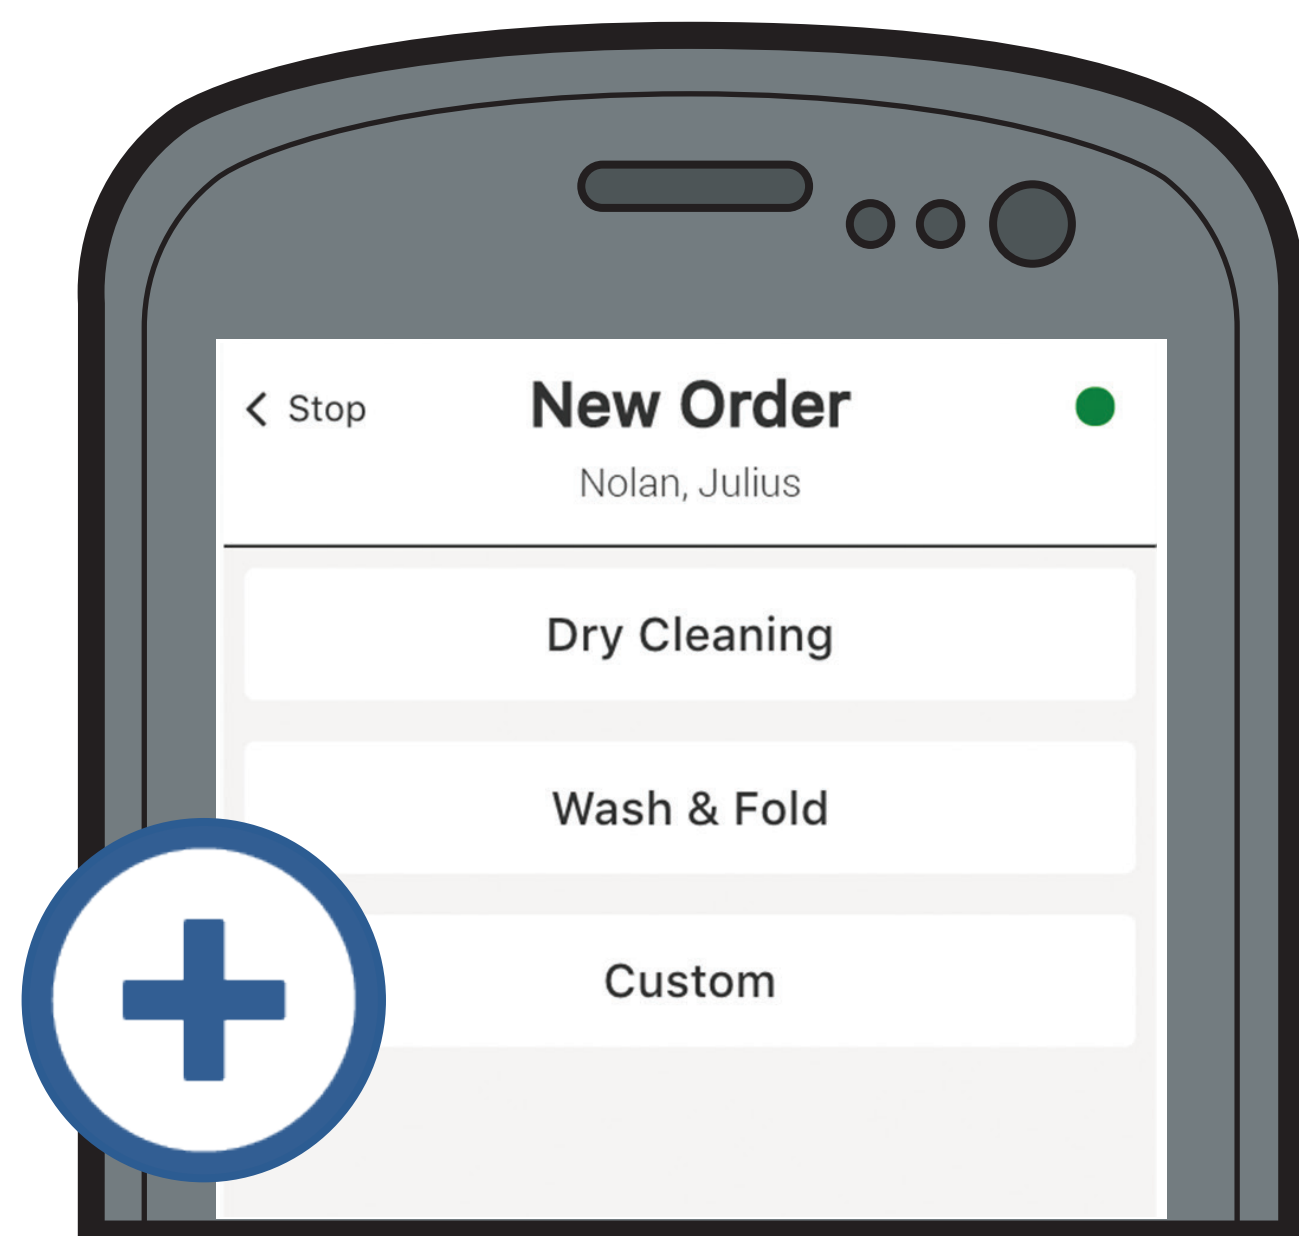 Stop
New Order
Nolan, Julius
Dry Cleaning
Wash & Fold
Custom